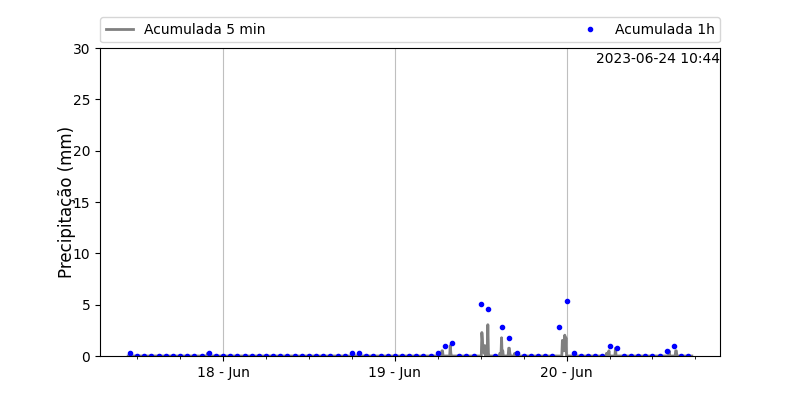 Acumulada 5 min
Acumulada 1h
2023-06-24 10:44
Precipitação (mm)
30
25
20
15
10
5
0
18 - Jun
19 - Jun
20 - Jun